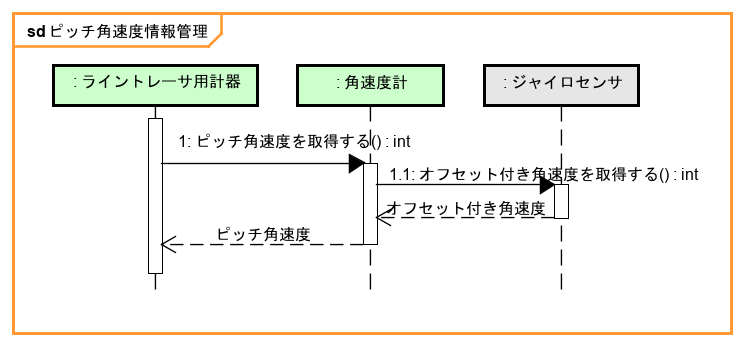 sd ピッチ角速度情報管理
: ライントレーサ用計器
: 角速度計
: ジャイロセンサ
1: ピッチ角速度を取得する() : int
1.1: オフセット付き角速度を取得する() : int
オフセット付き角速度
ピッチ角速度